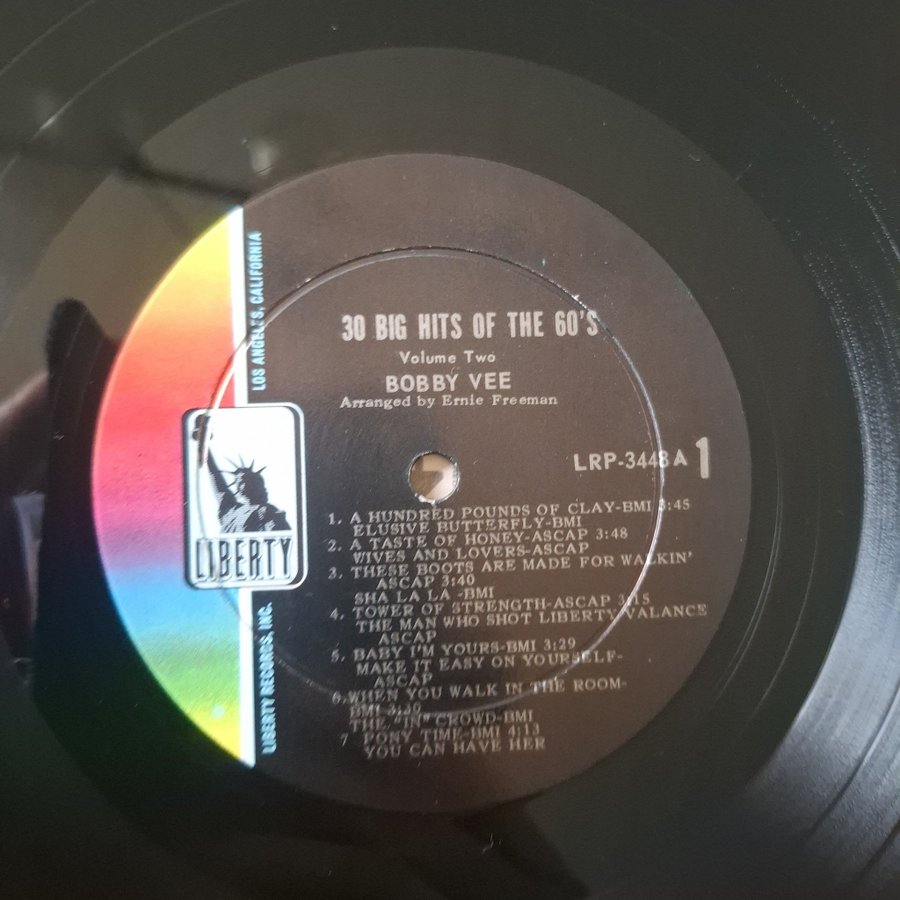 30 BIG HITS OF THE 60'S
Volume Two
BOBBY VEE
Arranged by Ernie Freeman
LRP-3448 A 1
1. A HUNDRED POUNDS OF CLAY-BMI 3:45
ELUSIVE BUTTERFLY-BMI
2. A TASTE OF HONEY-ASCAP 3:48
WIVES AND LOVERS-ASCAP
3. THESE BOOTS ARE MADE FOR WALKIN'
ASCAP 3:40
SHA LA LA -BMI
4. TOWER OF STRENGTH-ASCAP 3:15
THE MAN WHO SHOT LIBERTY VALANCE
ASCAP
5. BABY I'M YOURS-BMI 3:29
MAKE IT EASY ON YOURSELF-
ASCAP
6. WHEN YOU WALK IN THE ROOM-
BMI 3:30
THE "IN" CROWD-BMI
7 PONY TIME-BMI 4:13
YOU CAN HAVE HER
LIBERTY
LIBERTY RECORDS, INC.
LOS ANGELES, CALIFORNIA